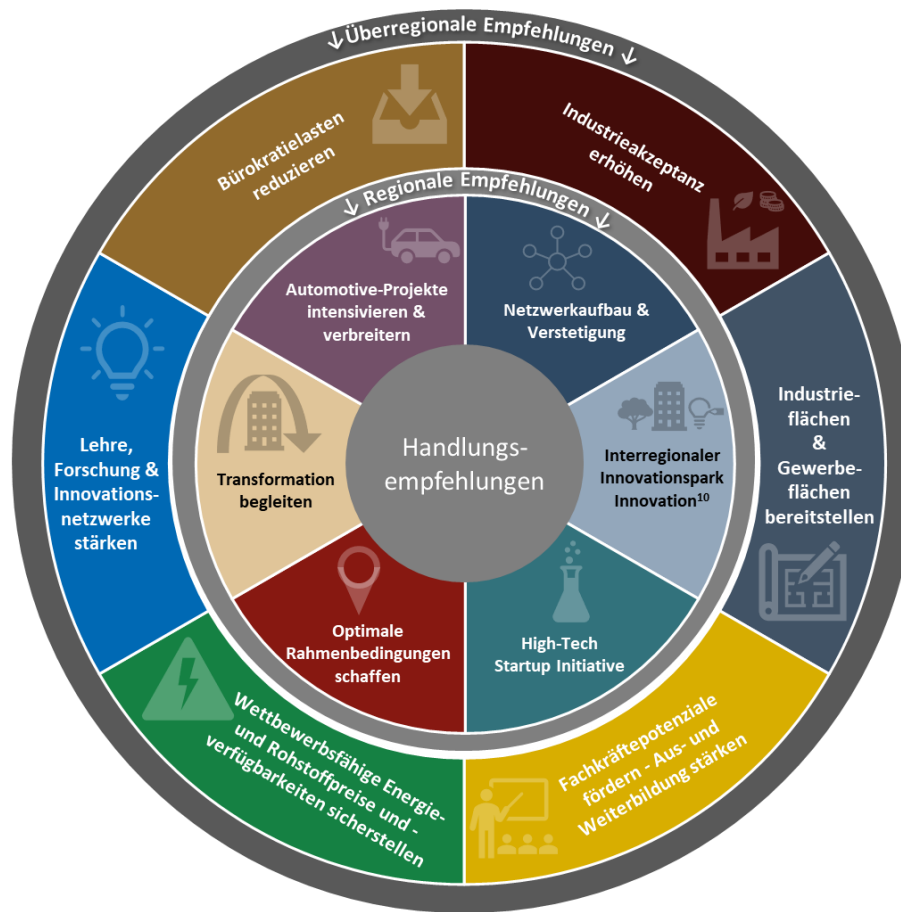 ↓Überregionale Empfehlungen ↓
Bürokratielasten
reduzieren
Industrieakzeptanz
erhöhen
Industrie-
flächen
&
Gewerbe-
flächen
bereitstellen
Fachkräftepotenziale
fördern - Aus- und
Weiterbildung stärken
Wettbewerbsfähige Energie-
und Rohstoffpreise und -
verfügbarkeiten sicherstellen
Lehre,
Forschung &
Innovations-
netzwerke
stärken
↓ Regionale Empfehlungen ↓
Automotive-Projekte
intensivieren &
verbreitern
Netzwerkaufbau &
Verstetigung
Interregionaler
Innovationspark
Innovation¹⁰
High-Tech
Startup Initiative
Optimale
Rahmenbedingungen
schaffen
Transformation
begleiten
Handlungs-
empfehlungen